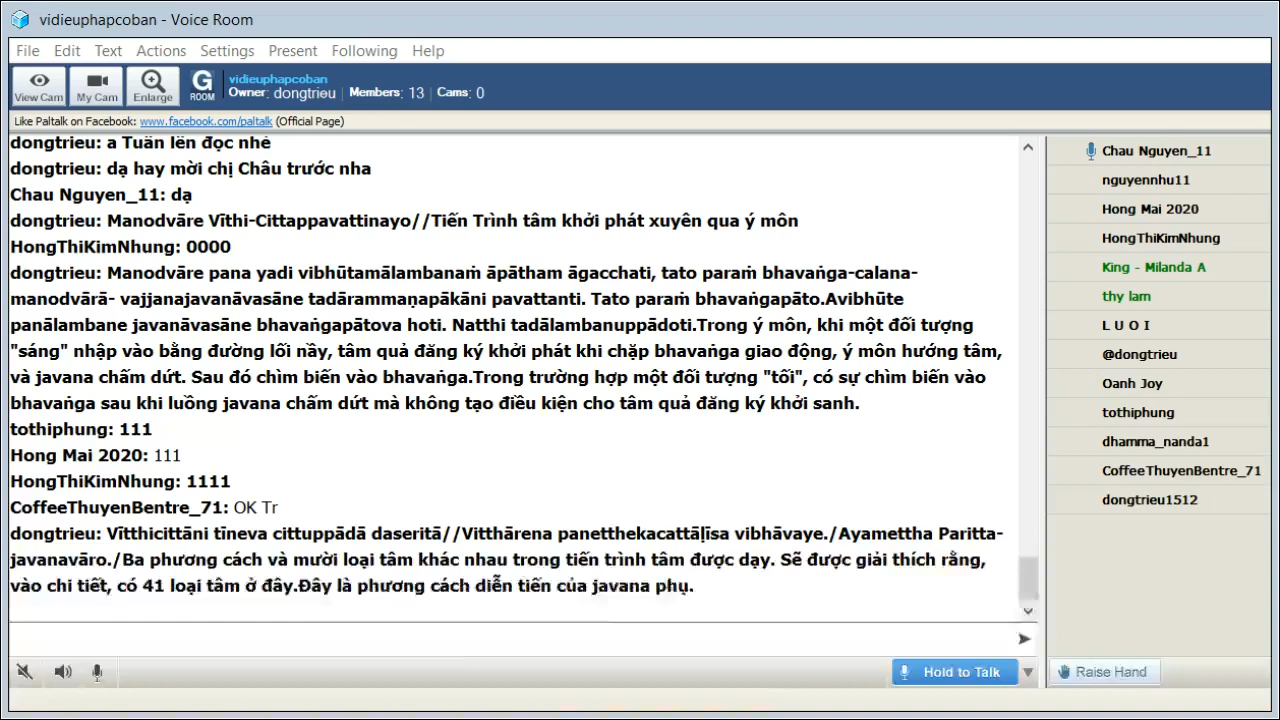 vidieuphapcoban - Voice Room
File Edit Text Actions Settings Present Following Help
View Cam My Cam Enlarge G ROOM
vidieuphapcoban
Owner: dongtrieu | Members: 13 | Cams: 0
Like Paltalk on Facebook: www.facebook.com/paltalk (Official Page)
dongtrieu: a Tuân lên đọc nhé
dongtrieu: dạ hay mời chị Châu trước nha
Chau Nguyen_11: dạ
dongtrieu: Manodvāre Vīthi-Cittappavattinayo//Tiến Trình tâm khởi phát xuyên qua ý môn
HongThiKimNhung: 0000
dongtrieu: Manodvāre pana yadi vibhūtamālambanaṁ āpātham āgacchati, tato paraṁ bhavaṅga-calana-
manodvārā- vajjanajavanāvasāne tadārammaṇapākāni pavattanti. Tato paraṁ bhavaṅgapāto.Avibhūte
panālambane javanāvasāne bhavaṅgapātova hoti. Natthi tadālambanuppādoti.Trong ý môn, khi một đối tượng
"sáng" nhập vào bằng đường lối nầy, tâm quả đăng ký khởi phát khi chặp bhavaṅga giao động, ý môn hướng tâm,
và javana chấm dứt. Sau đó chìm biến vào bhavaṅga.Trong trường hợp một đối tượng "tối", có sự chìm biến vào
bhavaṅga sau khi luồng javana chấm dứt mà không tạo điều kiện cho tâm quả đăng ký khởi sanh.
tothiphung: 111
Hong Mai 2020: 111
HongThiKimNhung: 1111
CoffeeThuyenBentre_71: OK Tr
dongtrieu: Vītthicittāni tīneva cittuppādā daseritā//Vitthārena panetthekacattāḷīsa vibhāvaye./Ayamettha Paritta-
javanavāro./Ba phương cách và mười loại tâm khác nhau trong tiến trình tâm được dạy. Sẽ được giải thích rằng,
vào chi tiết, có 41 loại tâm ở đây.Đây là phương cách diễn tiến của javana phụ.
Hold to Talk
Chau Nguyen_11
nguyennhu11
Hong Mai 2020
HongThiKimNhung
King - Milanda A
thy lam
L U O I
@dongtrieu
Oanh Joy
tothiphung
dhamma_nanda1
CoffeeThuyenBentre_71
dongtrieu1512
Raise Hand